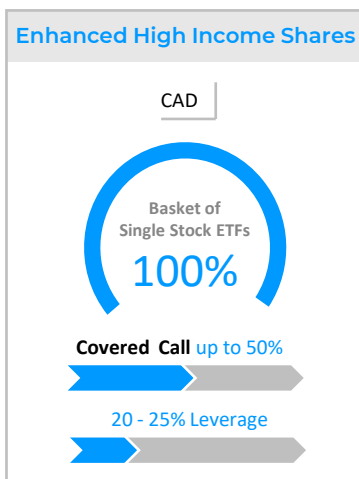 Enhanced High Income Shares
CAD
Basket of
Single Stock ETFs
100%
Covered Call up to 50%
20 - 25% Leverage